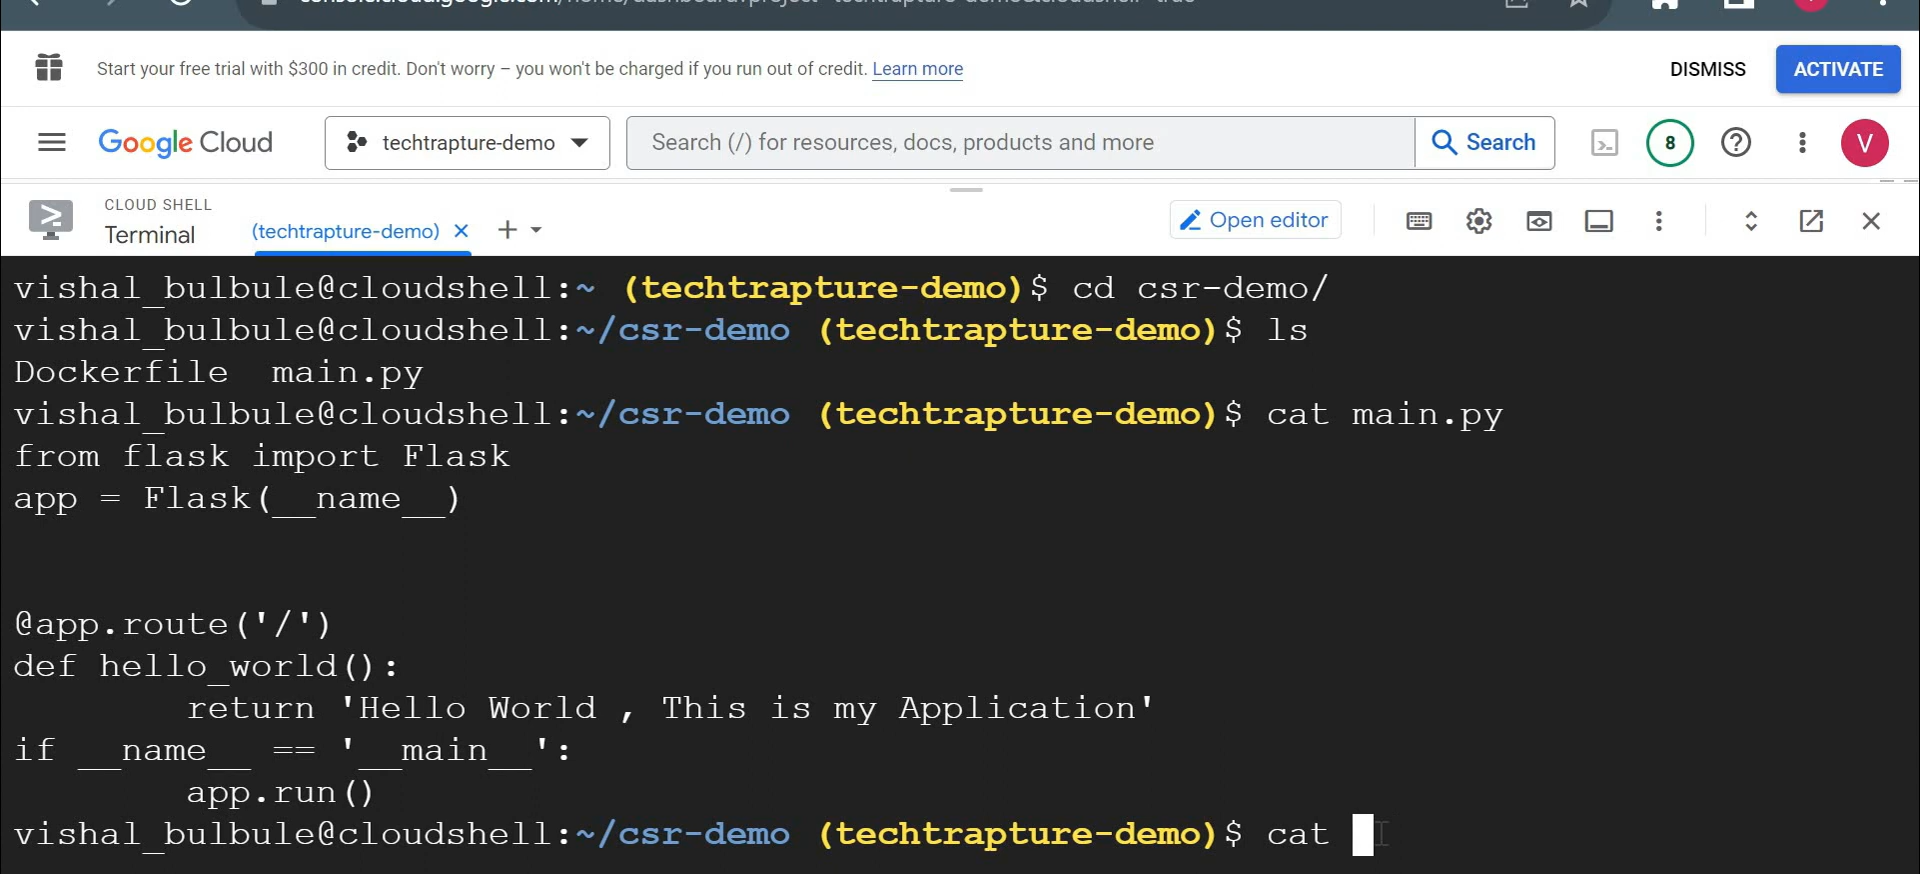 Start your free trial with $300 in credit. Don't worry – you won't be charged if you run out of credit. Learn more
DISMISS
ACTIVATE
Google Cloud
techtrapture-demo
Search (/) for resources, docs, products and more
Search
8
V
CLOUD SHELL
Terminal
(techtrapture-demo)
Open editor
vishal_bulbule@cloudshell:~ (techtrapture-demo)$ cd csr-demo/
vishal_bulbule@cloudshell:~/csr-demo (techtrapture-demo)$ ls
Dockerfile  main.py
vishal_bulbule@cloudshell:~/csr-demo (techtrapture-demo)$ cat main.py
from flask import Flask
app = Flask(__name__)
@app.route('/')
def hello_world():
        return 'Hello World , This is my Application'
if __name__ == '__main__':
        app.run()
vishal_bulbule@cloudshell:~/csr-demo (techtrapture-demo)$ cat